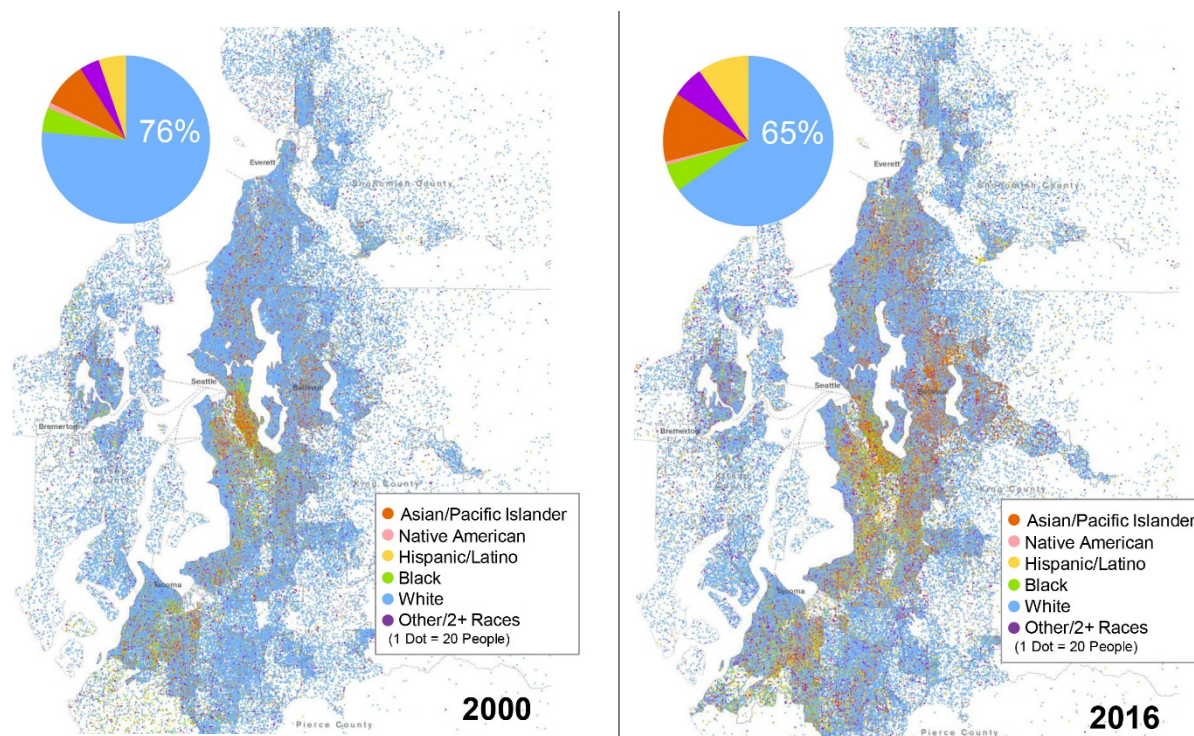 76%
Everett
Snohomish County
Seattle
Bellevue
Bremerton
King County
Asian/Pacific Islander
Native American
Hispanic/Latino
Black
White
Other/2+ Races
(1 Dot = 20 People)
Tacoma
2000
Pierce County
65%
Everett
Snohomish County
Seattle
Bellevue
Bremerton
King County
Asian/Pacific Islander
Native American
Hispanic/Latino
Black
White
Other/2+ Races
(1 Dot = 20 People)
Tacoma
2016
Pierce County